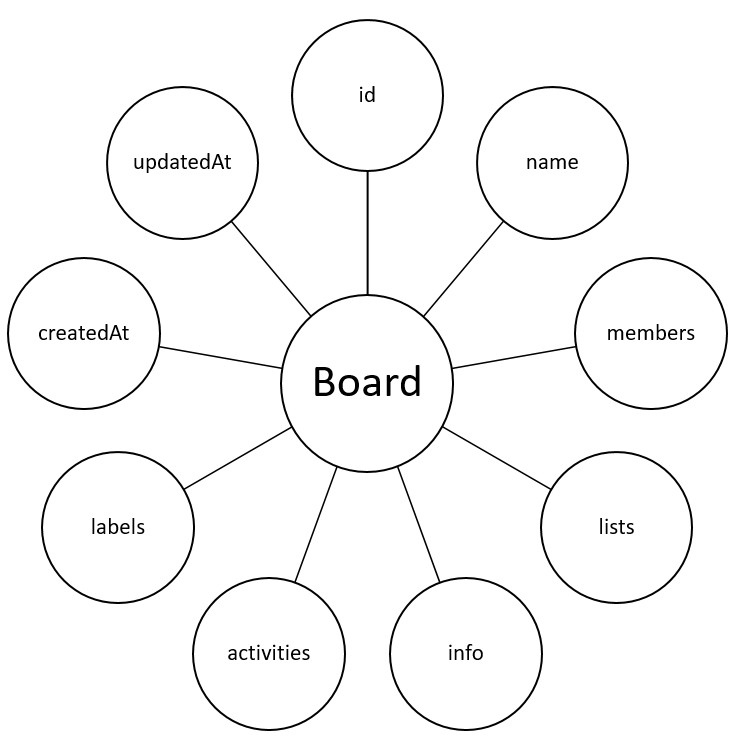 id
updatedAt
name
createdAt
members
Board
labels
lists
activities
info